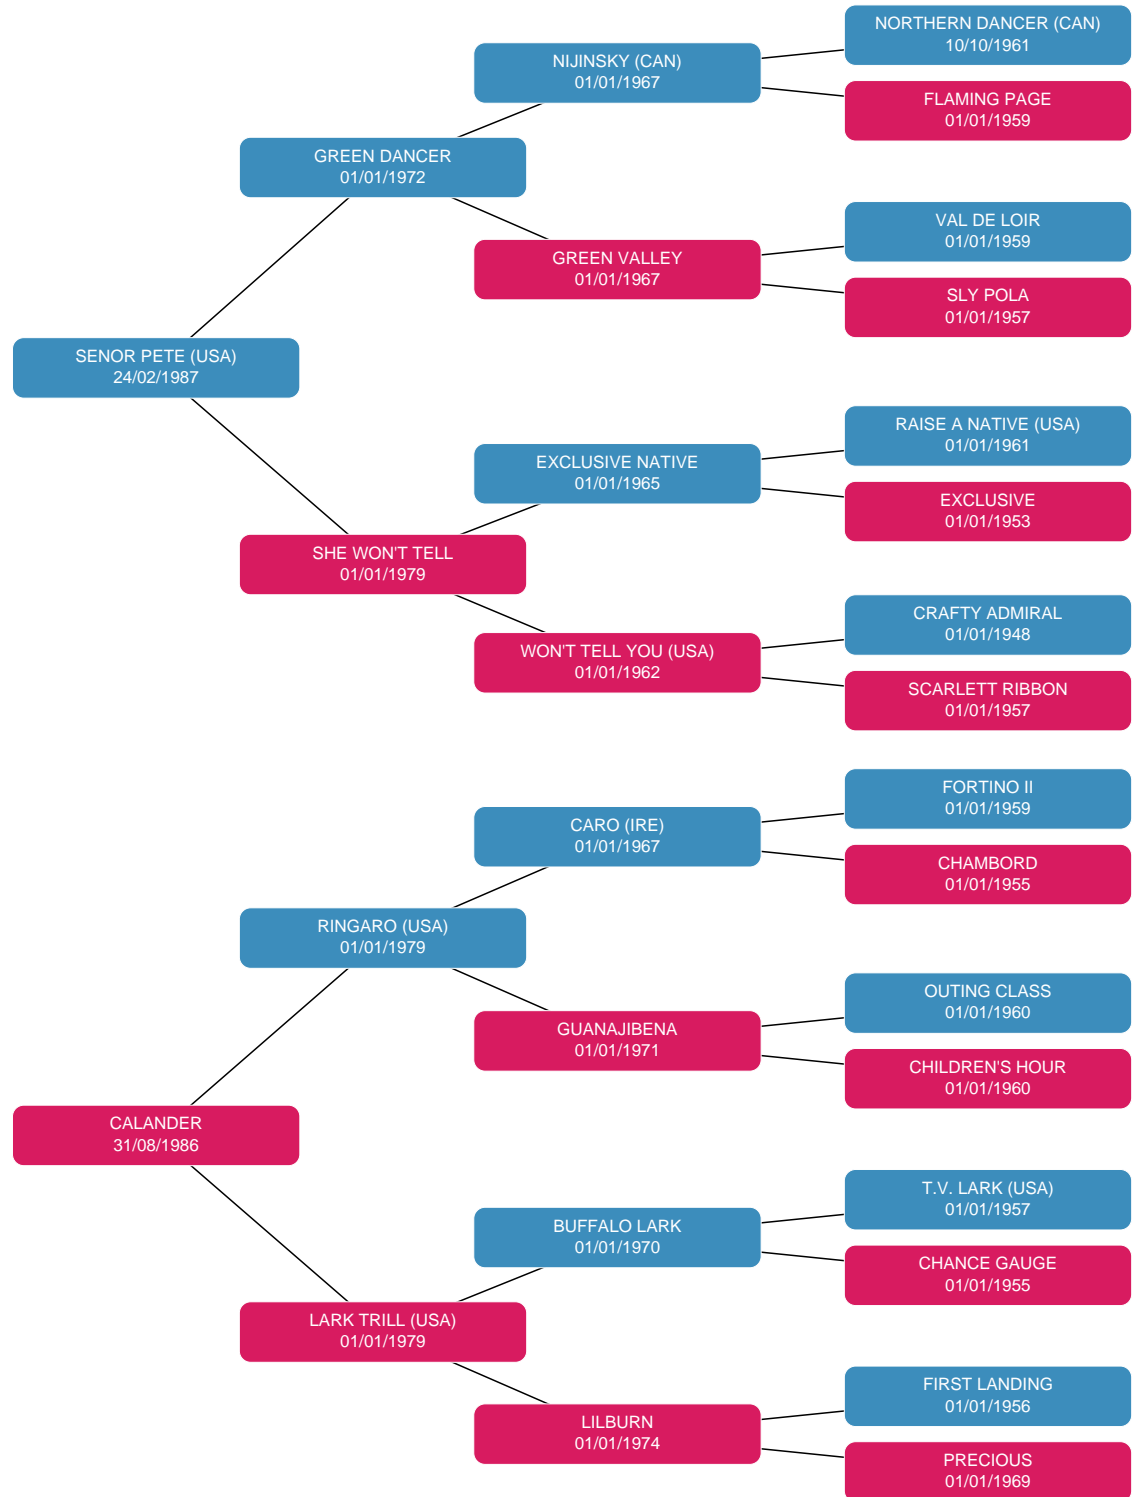 NORTHERN DANCER (CAN)
10/10/1961
NIJINSKY (CAN)
01/01/1967
FLAMING PAGE
01/01/1959
GREEN DANCER
01/01/1972
VAL DE LOIR
01/01/1959
GREEN VALLEY
01/01/1967
SLY POLA
01/01/1957
SENOR PETE (USA)
24/02/1987
RAISE A NATIVE (USA)
01/01/1961
EXCLUSIVE NATIVE
01/01/1965
EXCLUSIVE
01/01/1953
SHE WON'T TELL
01/01/1979
CRAFTY ADMIRAL
01/01/1948
WON'T TELL YOU (USA)
01/01/1962
SCARLETT RIBBON
01/01/1957
FORTINO II
01/01/1959
CARO (IRE)
01/01/1967
CHAMBORD
01/01/1955
RINGARO (USA)
01/01/1979
OUTING CLASS
01/01/1960
GUANAJIBENA
01/01/1971
CHILDREN'S HOUR
01/01/1960
CALANDER
31/08/1986
T.V. LARK (USA)
01/01/1957
BUFFALO LARK
01/01/1970
CHANCE GAUGE
01/01/1955
LARK TRILL (USA)
01/01/1979
FIRST LANDING
01/01/1956
LILBURN
01/01/1974
PRECIOUS
01/01/1969